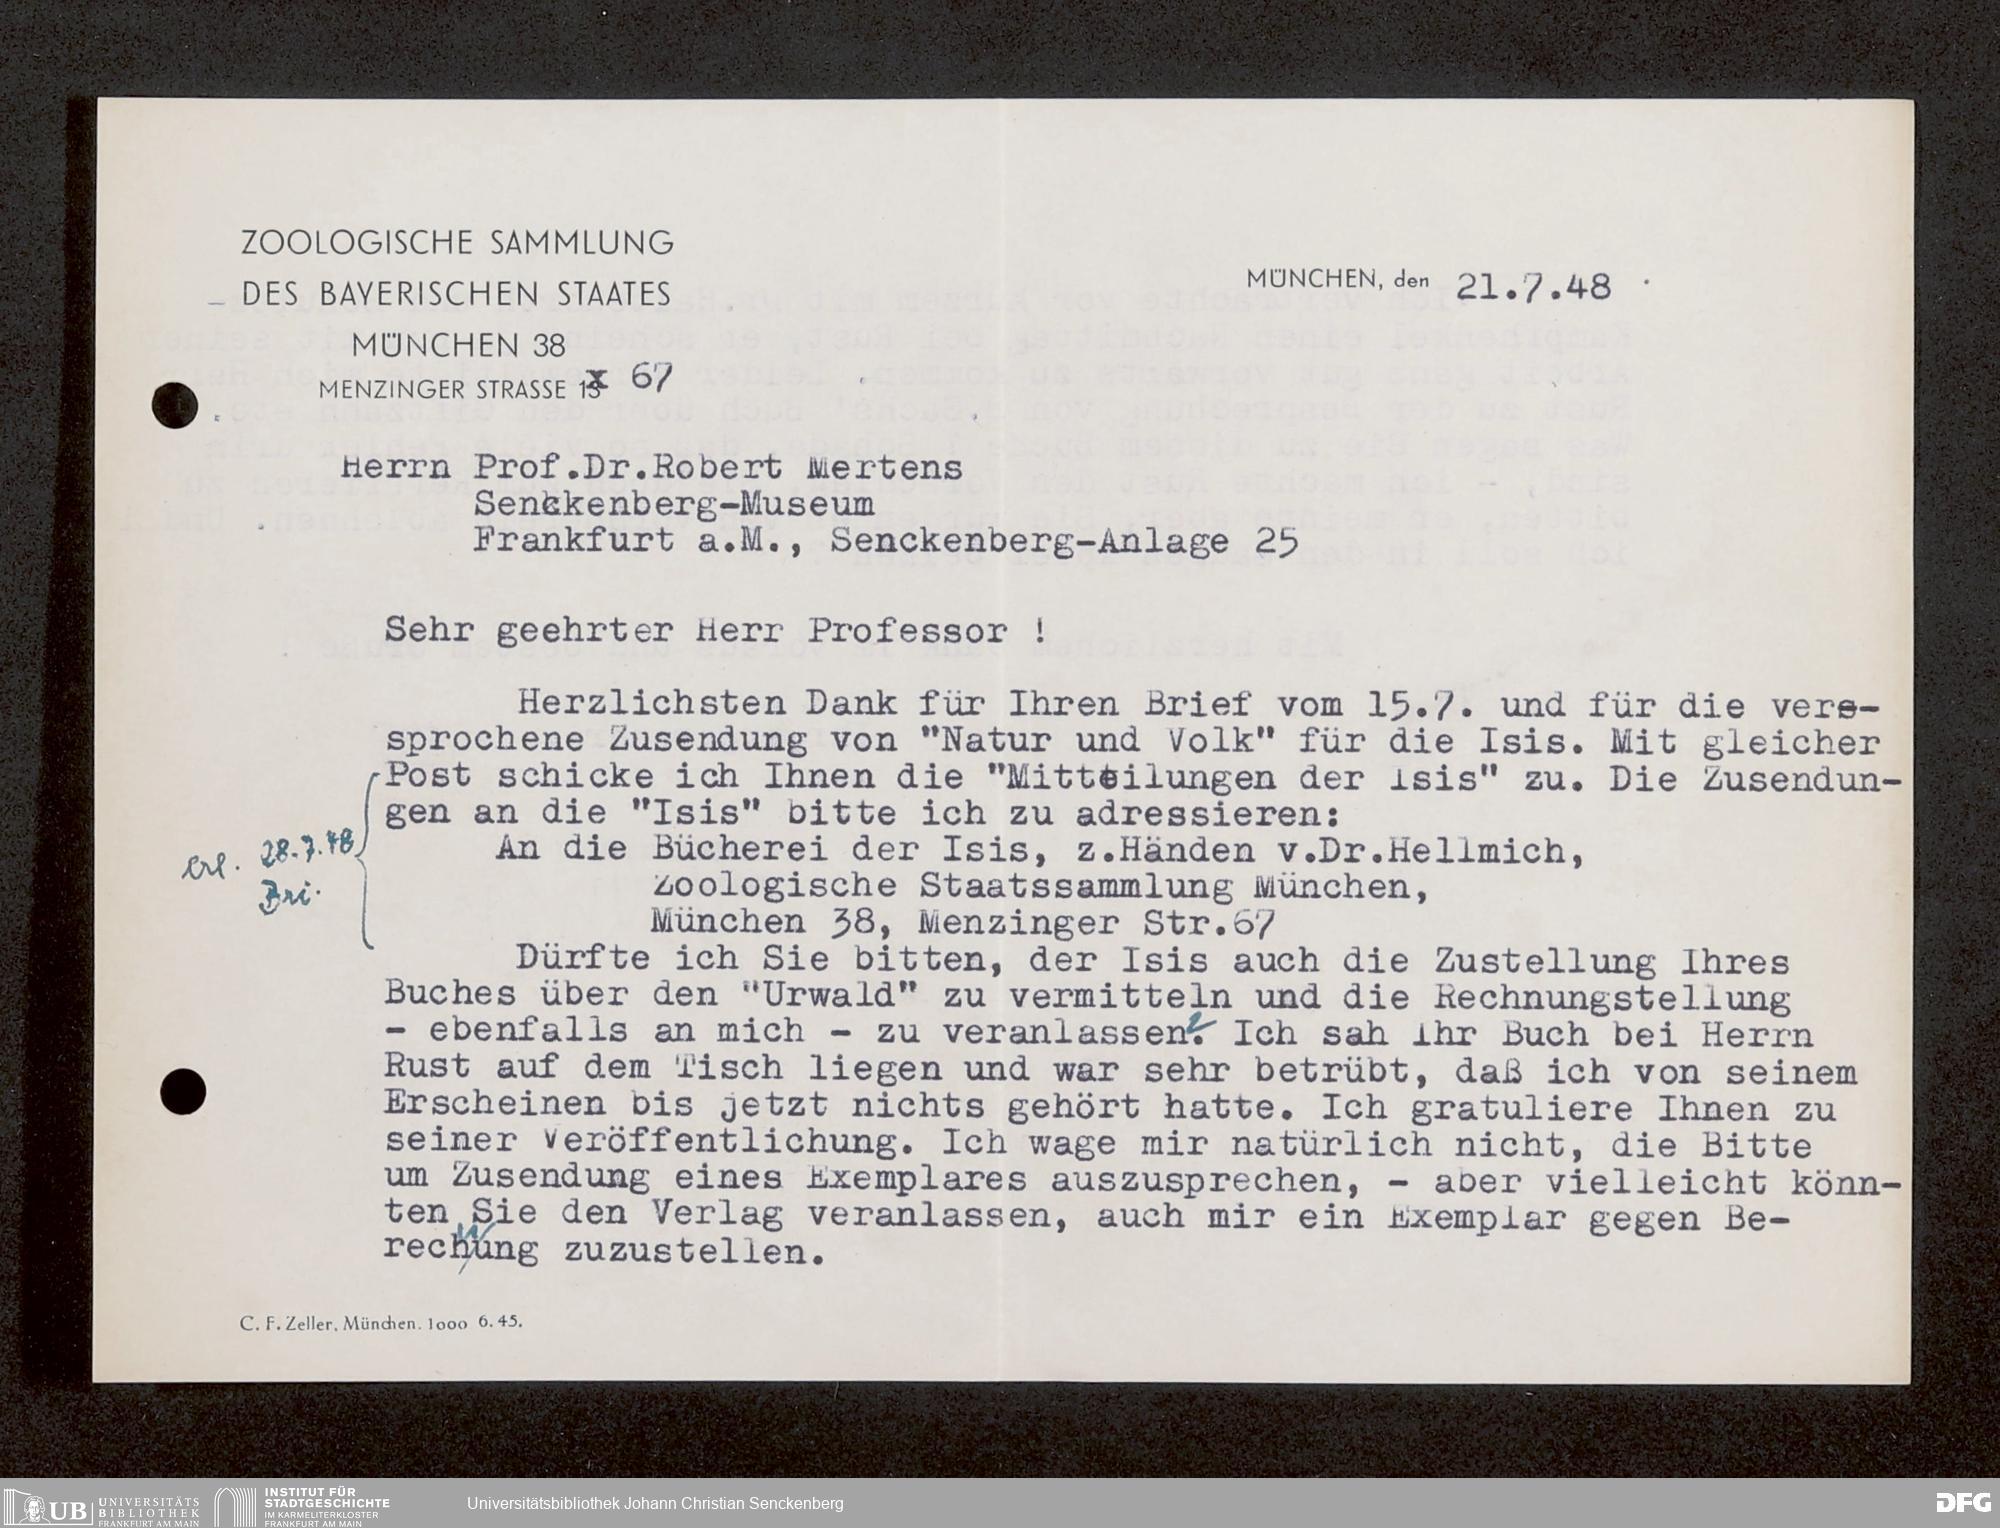 ZOOLOGISCHE SAMMLUNG
DES BAYERISCHEN STAATES
MÜNCHEN 38
MENZINGER STRASSE 13 67
MÜNCHEN, den 21.7.48
Herrn Prof.Dr.Robert Mertens
Senckenberg-Museum
Frankfurt a.M., Senckenberg-Anlage 25
Sehr geehrter Herr Professor !
Herzlichsten Dank für Ihren Brief vom 15.7. und für die vers-
sprochene Zusendung von "Natur und Volk" für die Isis. Mit gleicher
Post schicke ich Ihnen die "Mitteilungen der Isis" zu. Die Zusendun-
gen an die "Isis" bitte ich zu adressieren:
An die Bücherei der Isis, z.Händen v.Dr.Hellmich,
Zoologische Staatssammlung München,
München 38, Menzinger Str.67
erl. 28.7.48
Bri.
Dürfte ich Sie bitten, der Isis auch die Zustellung Ihres
Buches über den "Urwald" zu vermitteln und die Rechnungstellung
- ebenfalls an mich - zu veranlassen? Ich sah Ihr Buch bei Herrn
Rust auf dem Tisch liegen und war sehr betrübt, daß ich von seinem
Erscheinen bis jetzt nichts gehört hatte. Ich gratuliere Ihnen zu
seiner Veröffentlichung. Ich wage mir natürlich nicht, die Bitte
um Zusendung eines Exemplares auszusprechen, - aber vielleicht könn-
ten Sie den Verlag veranlassen, auch mir ein Exemplar gegen Be-
rechnung zuzustellen.
C. F. Zeller, München. 1000 6.45.
UB UNIVERSITÄTS
BIBLIOTHEK
FRANKFURT AM MAIN
INSTITUT FÜR
STADTGESCHICHTE
IM KARMELITERKLOSTER
FRANKFURT AM MAIN
Universitätsbibliothek Johann Christian Senckenberg
DFG